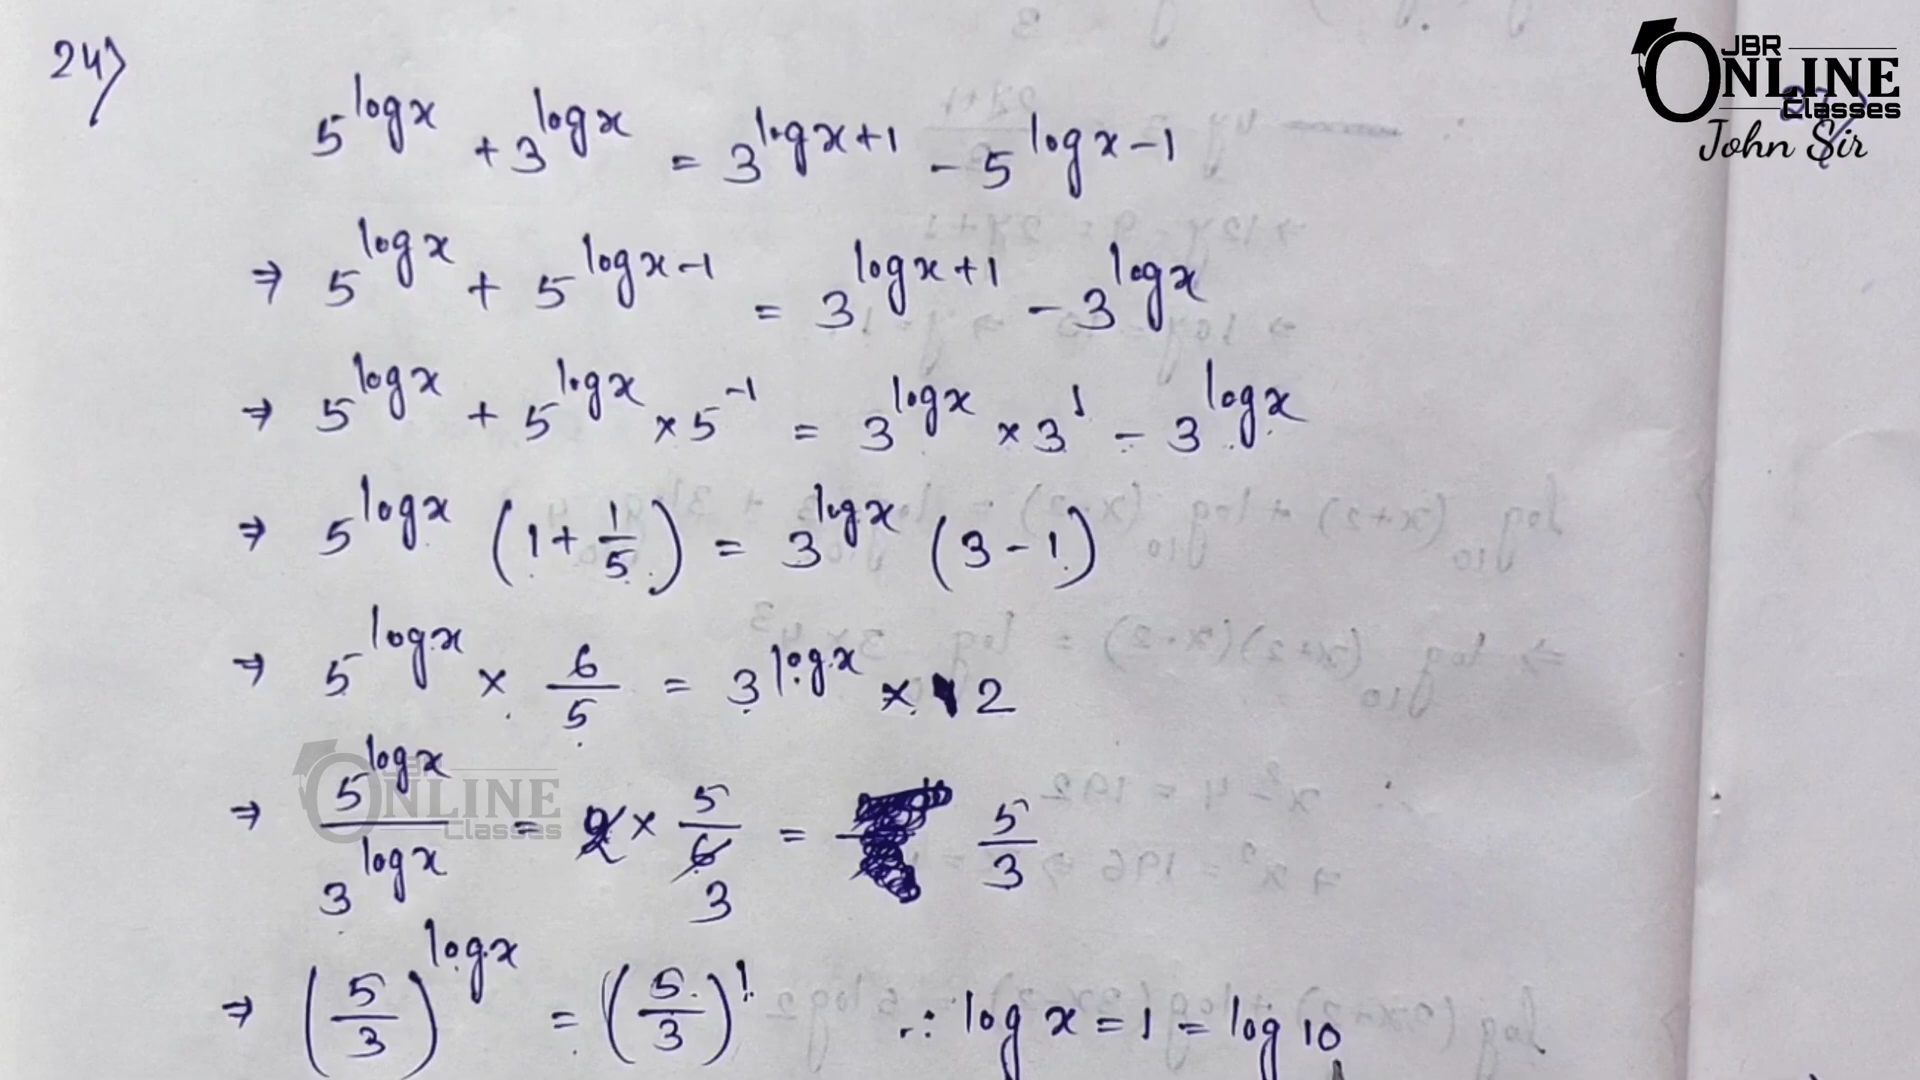 24)
5^{log x} + 3^{log x} = 3^{log x+1} - 5^{log x-1}
⇒ 5^{log x} + 5^{log x-1} = 3^{log x+1} - 3^{log x}
⇒ 5^{log x} + 5^{log x} × 5^{-1} = 3^{log x} × 3^{1} - 3^{log x}
⇒ 5^{log x} (1 + 1/5) = 3^{log x} (3 - 1)
⇒ 5^{log x} × 6/5 = 3^{log x} × 2
⇒ 5^{log x}/3^{log x} = 2 × 5/6 3 = 5/3
⇒ (5/3)^{log x} = (5/3)^{1} ∴ log x = 1 = log 10
JBR
ONLINE
Classes
John Sir
JBR
ONLINE
Classes